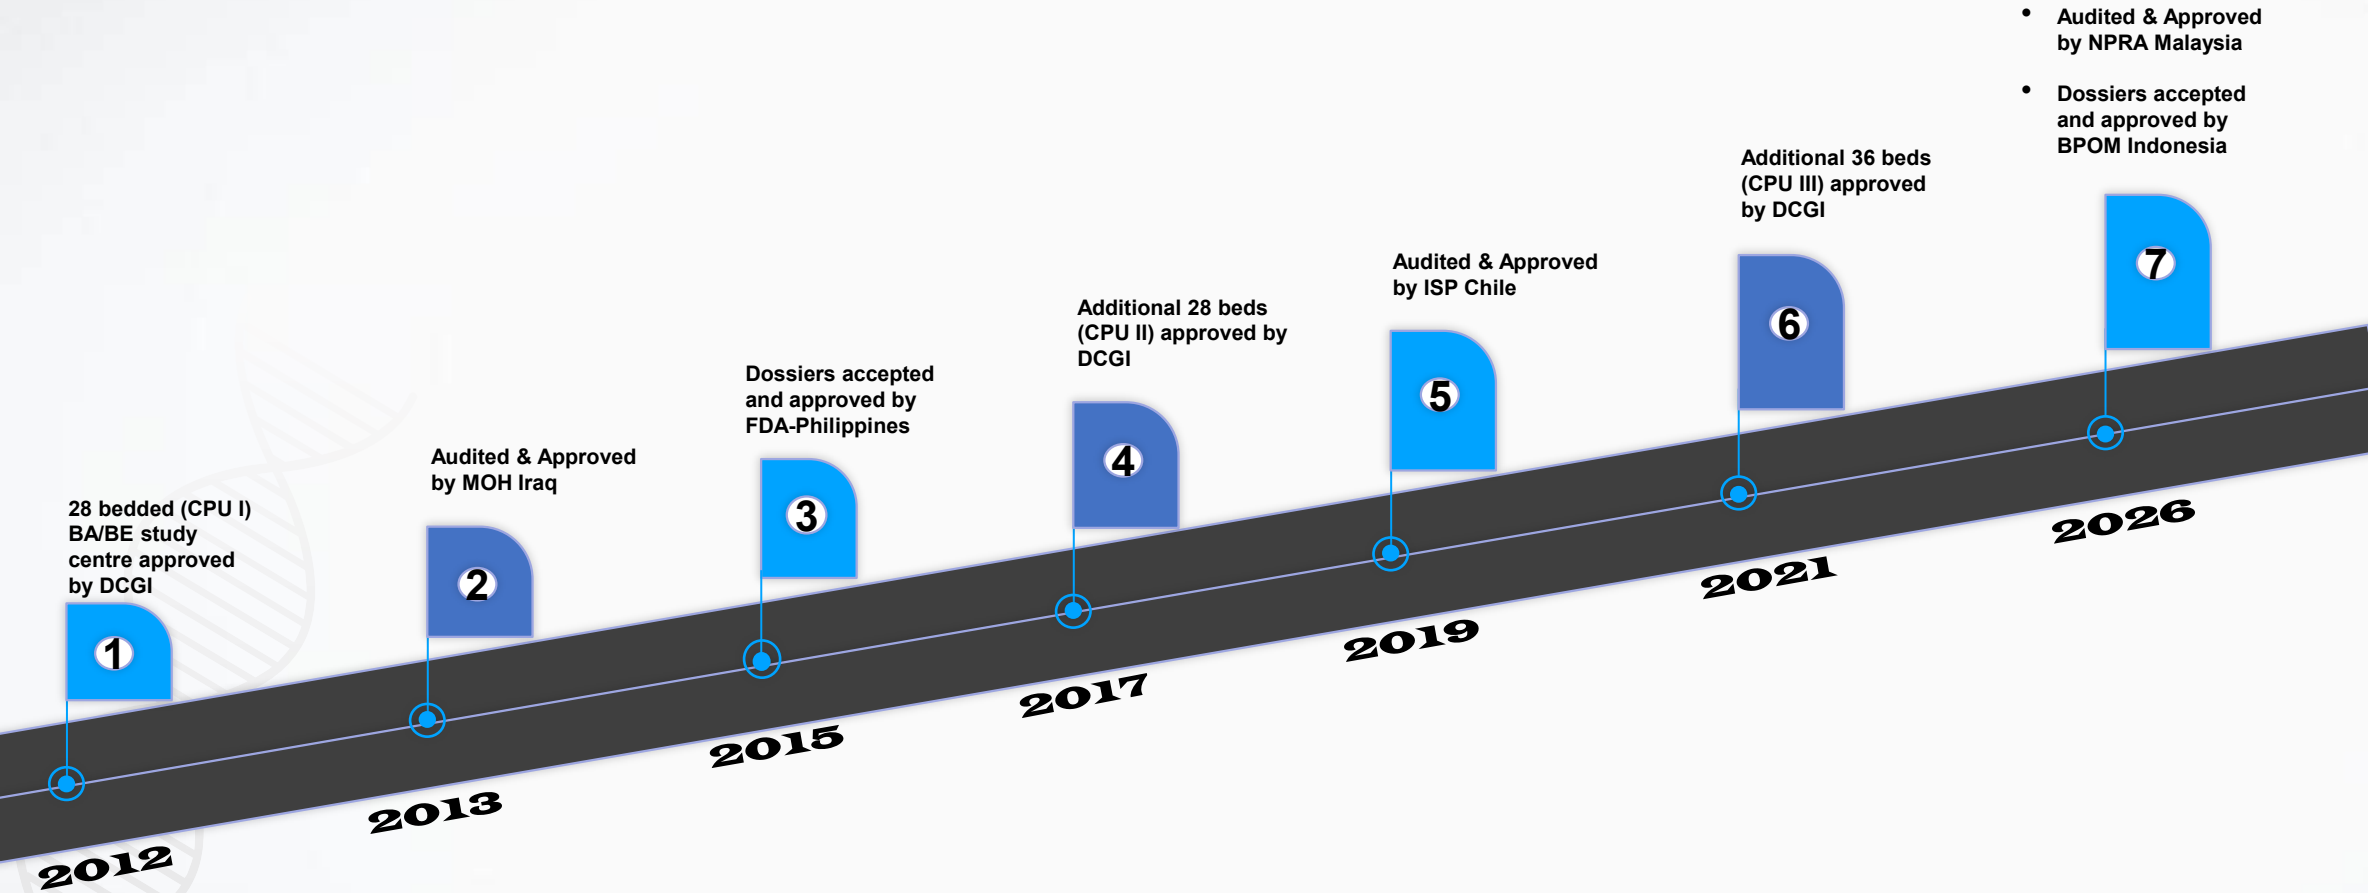 28 bedded (CPU I)
BA/BE study
centre approved
by DCGI
1
2012
Audited & Approved
by MOH Iraq
2
2013
Dossiers accepted
and approved by
FDA-Philippines
3
2015
Additional 28 beds
(CPU II) approved by
DCGI
4
2017
Audited & Approved
by ISP Chile
5
2019
Additional 36 beds
(CPU III) approved
by DCGI
6
2021
• Audited & Approved
by NPRA Malaysia
• Dossiers accepted
and approved by
BPOM Indonesia
7
2026